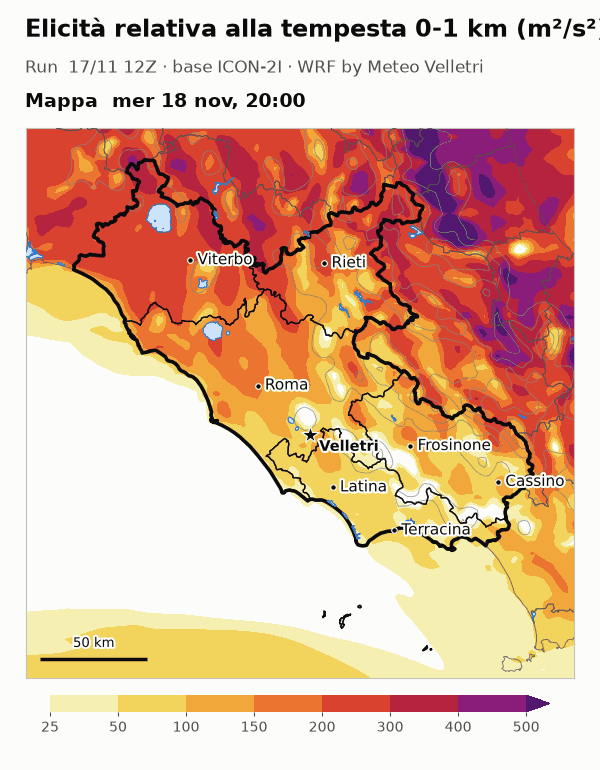 Elicità relativa alla tempesta 0-1 km (m²/s²)
Run  17/11 12Z · base ICON-2I · WRF by Meteo Velletri
Mappa  mer 18 nov, 20:00
Viterbo
Rieti
Roma
Velletri
Frosinone
Cassino
Latina
Terracina
50 km
25 50 100 150 200 300 400 500